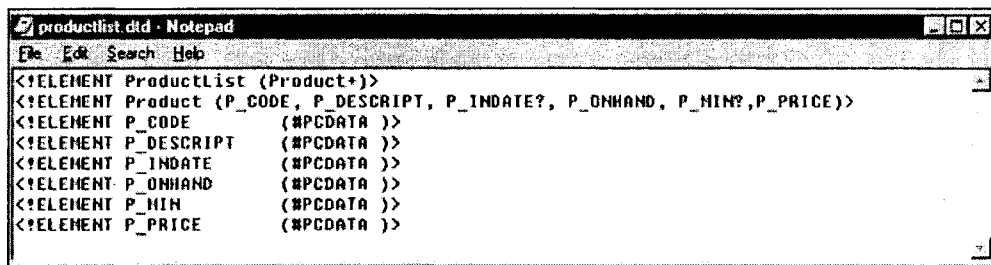 productlist.dtd - Notepad
File Edit Search Help
<!ELEMENT ProductList (Product+)>
<!ELEMENT Product (P_CODE, P_DESCRIPT, P_INDATE?, P_ONHAND, P_MIN?,P_PRICE)>
<!ELEMENT P_CODE (#PCDATA )>
<!ELEMENT P_DESCRIPT (#PCDATA )>
<!ELEMENT P_INDATE (#PCDATA )>
<!ELEMENT P_ONHAND (#PCDATA )>
<!ELEMENT P_MIN (#PCDATA )>
<!ELEMENT P_PRICE (#PCDATA )>